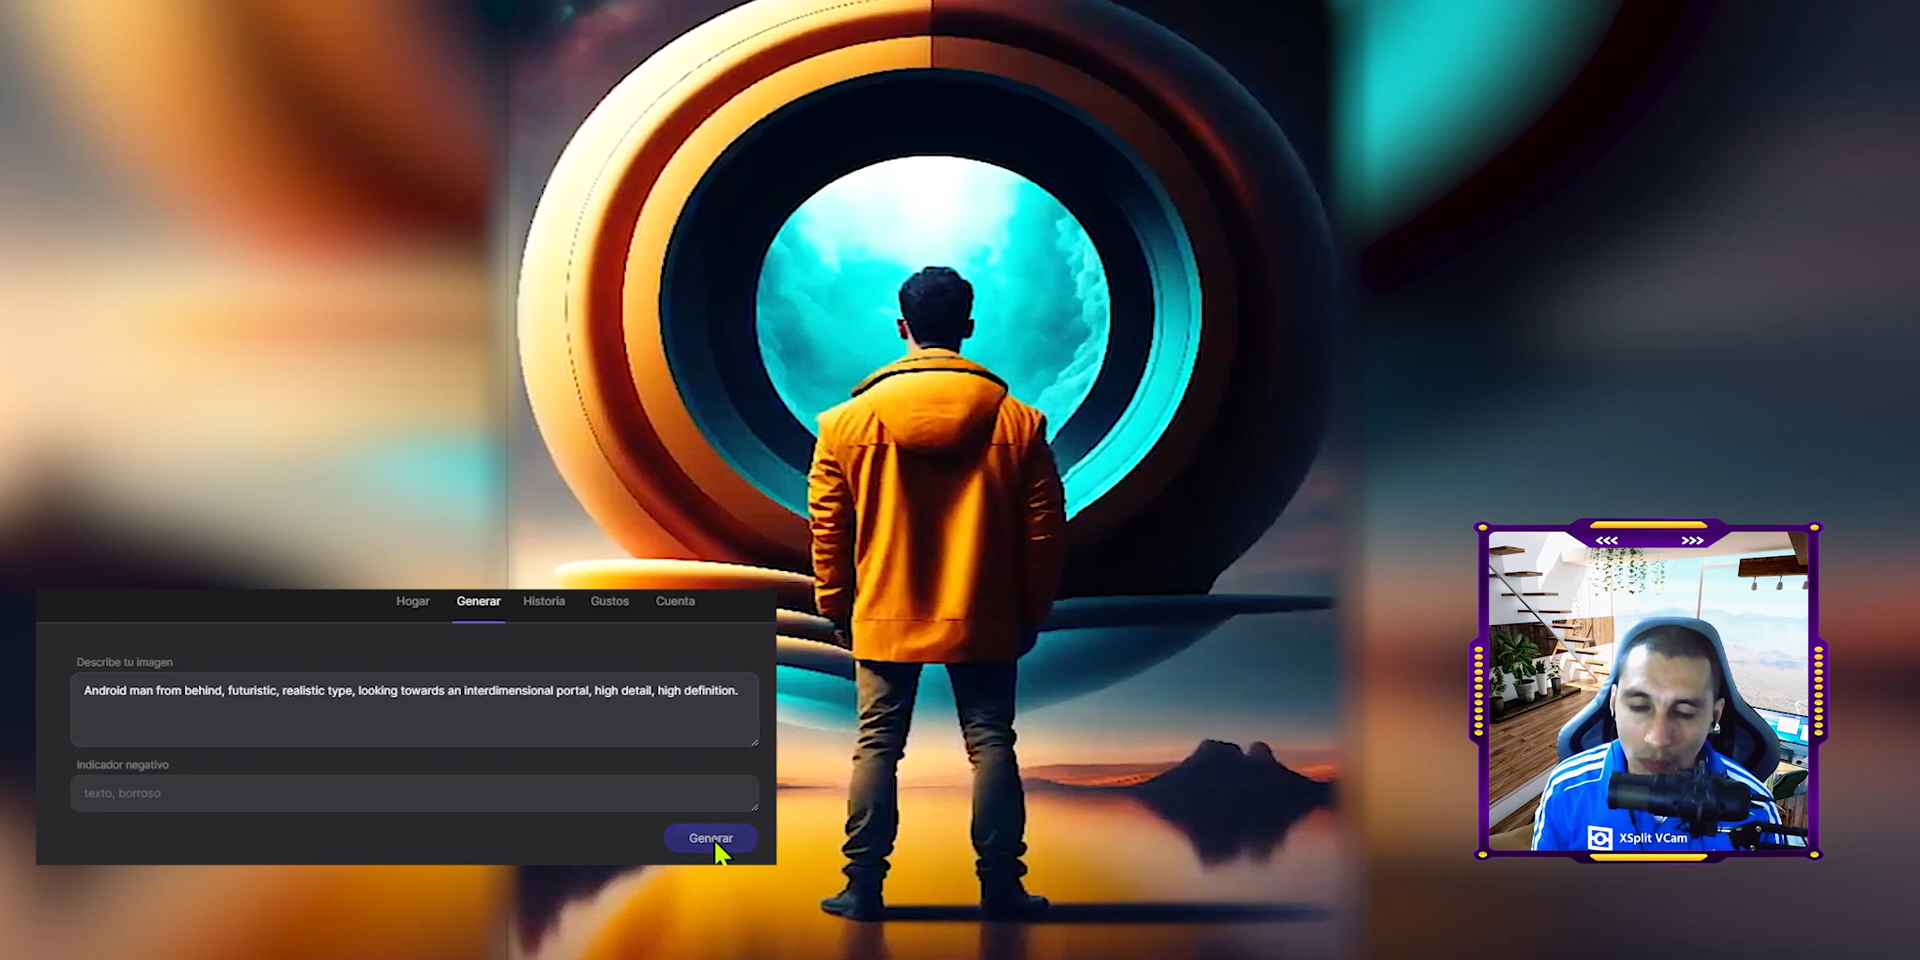 Hogar Generar Historia Gustos Cuenta
Describe tu imagen
Android man from behind, futuristic, realistic type, looking towards an interdimensional portal, high detail, high definition.
indicador negativo
texto, borroso
Generar
<<< >>>
XSplit VCam